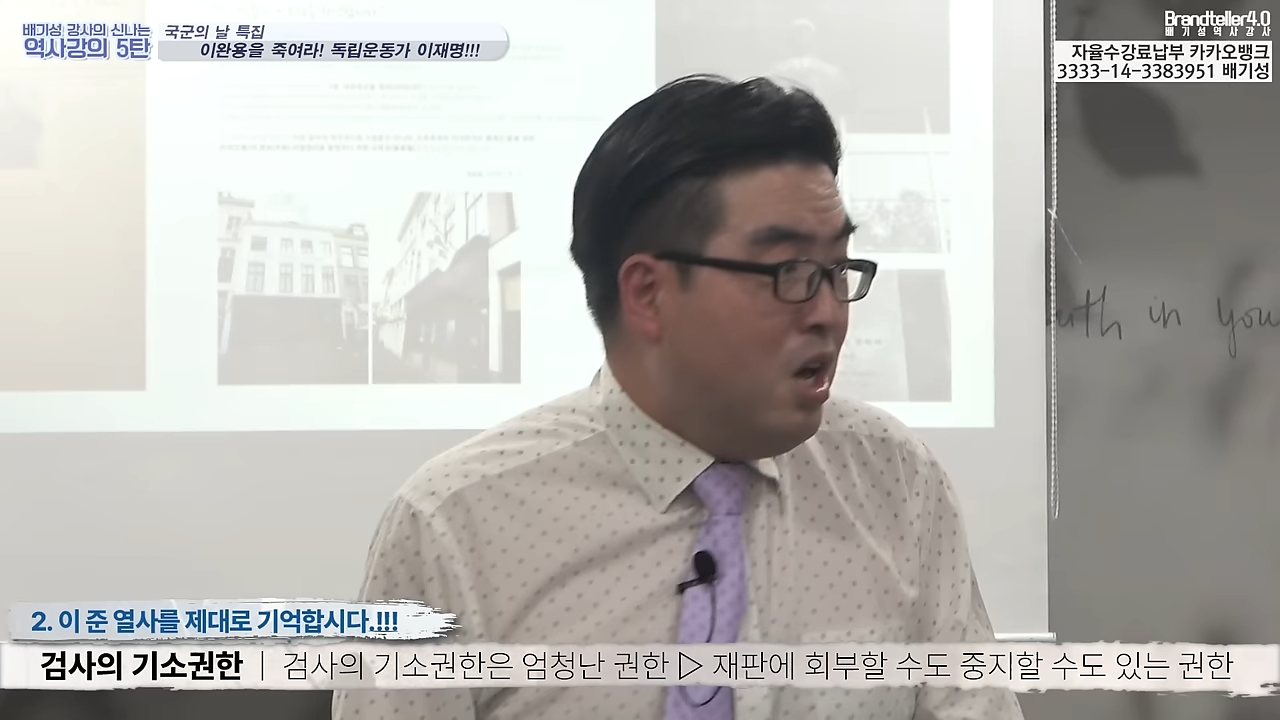 배기성 강사의 신나는
역사강의 5탄
국군의 날 특집
이완용을 죽여라! 독립운동가 이재명!!!
Brandteller4.0
배기성역사강사
자율수강료납부 카카오뱅크
3333-14-3383951 배기성
in you
2. 이 준 열사를 제대로 기억합시다.!!!
검사의 기소권한 | 검사의 기소권한은 엄청난 권한 ▷ 재판에 회부할 수도 중지할 수도 있는 권한